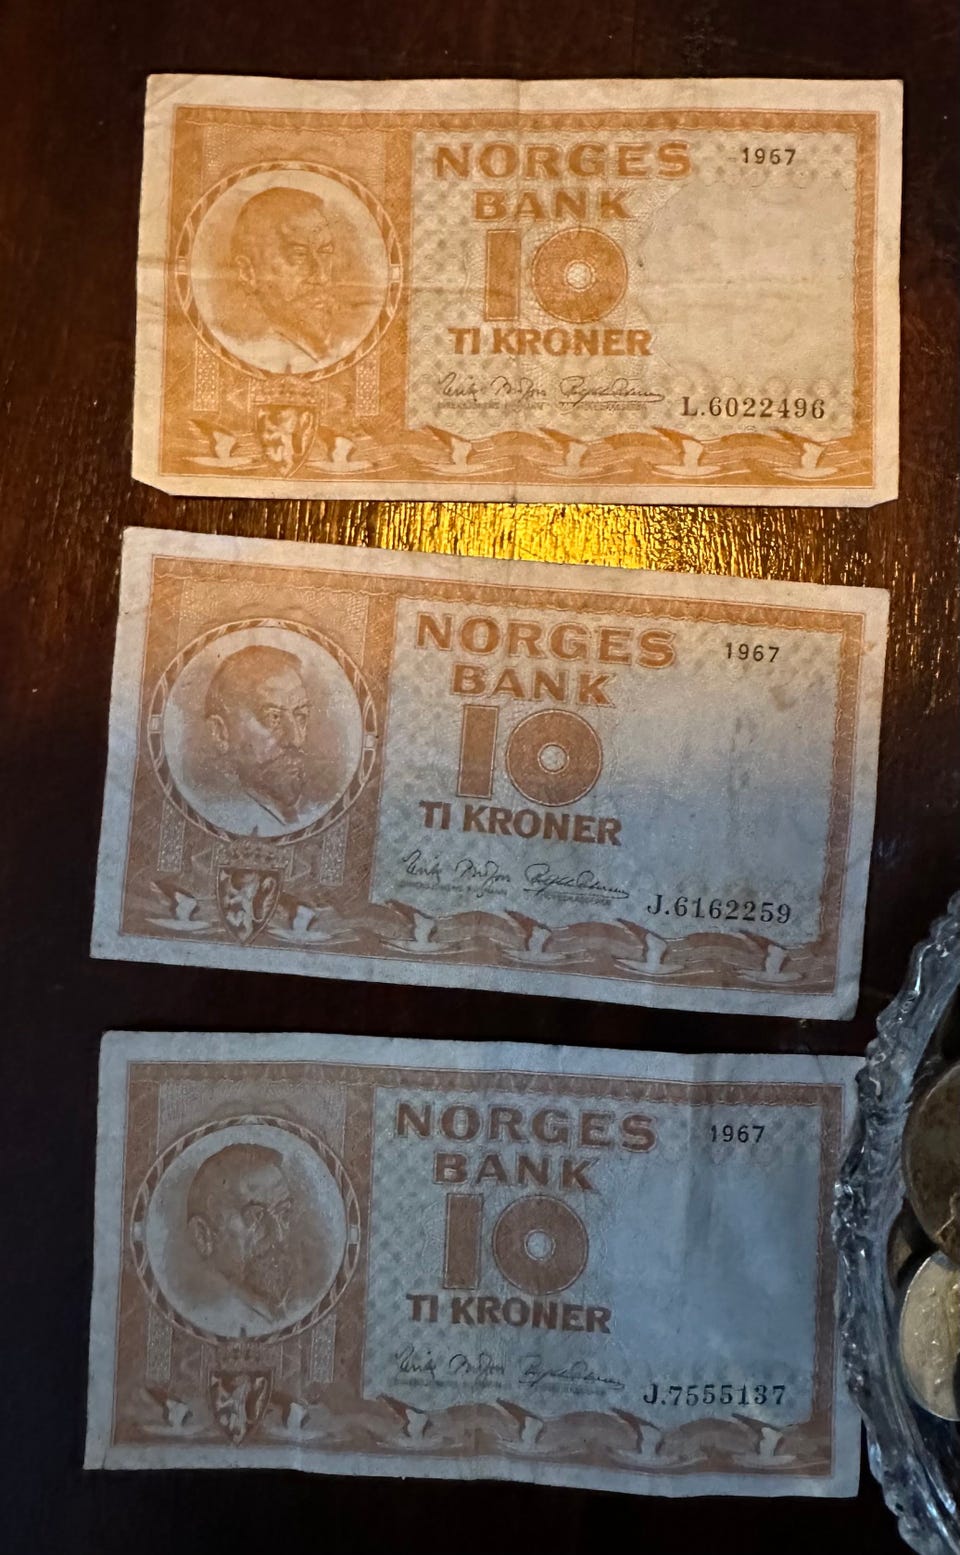 NORGES
1967
BANK
10
TI KRONER
L.6022496
NORGES
1967
BANK
10
TI KRONER
J.6162259
NORGES
1967
BANK
10
TI KRONER
J.7555137